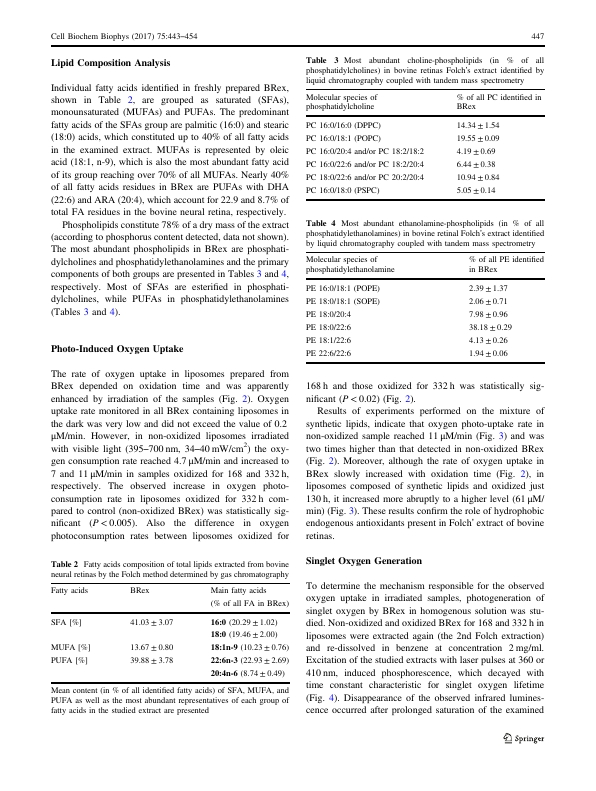 Cell Biochem Biophys (2017) 75:443–454
447
Lipid Composition Analysis
Individual fatty acids identified in freshly prepared BRex,
shown in Table 2, are grouped as saturated (SFAs),
monounsaturated (MUFAs) and PUFAs. The predominant
fatty acids of the SFAs group are palmitic (16:0) and stearic
(18:0) acids, which constituted up to 40% of all fatty acids
in the examined extract. MUFAs is represented by oleic
acid (18:1, n-9), which is also the most abundant fatty acid
of its group reaching over 70% of all MUFAs. Nearly 40%
of all fatty acids residues in BRex are PUFAs with DHA
(22:6) and ARA (20:4), which account for 22.9 and 8.7% of
total FA residues in the bovine neural retina, respectively.
Phospholipids constitute 78% of a dry mass of the extract
(according to phosphorus content detected, data not shown).
The most abundant phospholipids in BRex are phosphati-
dylcholines and phosphatidylethanolamines and the primary
components of both groups are presented in Tables 3 and 4,
respectively. Most of SFAs are esterified in phosphati-
dylcholines, while PUFAs in phosphatidylethanolamines
(Tables 3 and 4).
Photo-Induced Oxygen Uptake
The rate of oxygen uptake in liposomes prepared from
BRex depended on oxidation time and was apparently
enhanced by irradiation of the samples (Fig. 2). Oxygen
uptake rate monitored in all BRex containing liposomes in
the dark was very low and did not exceed the value of 0.2
μM/min. However, in non-oxidized liposomes irradiated
with visible light (395–700 nm, 34–40 mW/cm²) the oxy-
gen consumption rate reached 4.7 μM/min and increased to
7 and 11 μM/min in samples oxidized for 168 and 332 h,
respectively. The observed increase in oxygen photo-
consumption rate in liposomes oxidized for 332 h com-
pared to control (non-oxidized BRex) was statistically sig-
nificant (P < 0.005). Also the difference in oxygen
photoconsumption rates between liposomes oxidized for
Table 2 Fatty acids composition of total lipids extracted from bovine
neural retinas by the Folch method determined by gas chromatography
Fatty acids BRex Main fatty acids
(% of all FA in BRex)
SFA [%] 41.03 ± 3.07 16:0 (20.29 ± 1.02)
18:0 (19.46 ± 2.00)
MUFA [%] 13.67 ± 0.80 18:1n-9 (10.23 ± 0.76)
PUFA [%] 39.88 ± 3.78 22:6n-3 (22.93 ± 2.69)
20:4n-6 (8.74 ± 0.49)
Mean content (in % of all identified fatty acids) of SFA, MUFA, and
PUFA as well as the most abundant representatives of each group of
fatty acids in the studied extract are presented
Table 3 Most abundant choline-phospholipids (in % of all
phosphatidylcholines) in bovine retinas Folch's extract identified by
liquid chromatography coupled with tandem mass spectrometry
Molecular species of % of all PC identified in
phosphatidylcholine BRex
PC 16:0/16:0 (DPPC) 14.34 ± 1.54
PC 16:0/18:1 (POPC) 19.55 ± 0.09
PC 16:0/20:4 and/or PC 18:2/18:2 4.19 ± 0.69
PC 16:0/22:6 and/or PC 18:2/20:4 6.44 ± 0.38
PC 18:0/22:6 and/or PC 20:2/20:4 10.94 ± 0.84
PC 16:0/18:0 (PSPC) 5.05 ± 0.14
Table 4 Most abundant ethanolamine-phospholipids (in % of all
phosphatidylethanolamines) in bovine retinal Folch's extract identified
by liquid chromatography coupled with tandem mass spectrometry
Molecular species of % of all PE identified
phosphatidylethanolamine in BRex
PE 16:0/18:1 (POPE) 2.39 ± 1.37
PE 18:0/18:1 (SOPE) 2.06 ± 0.71
PE 18:0/20:4 7.98 ± 0.96
PE 18:0/22:6 38.18 ± 0.29
PE 18:1/22:6 4.13 ± 0.26
PE 22:6/22:6 1.94 ± 0.06
168 h and those oxidized for 332 h was statistically sig-
nificant (P < 0.02) (Fig. 2).
Results of experiments performed on the mixture of
synthetic lipids, indicate that oxygen photo-uptake rate in
non-oxidized sample reached 11 μM/min (Fig. 3) and was
two times higher than that detected in non-oxidized BRex
(Fig. 2). Moreover, although the rate of oxygen uptake in
BRex slowly increased with oxidation time (Fig. 2), in
liposomes composed of synthetic lipids and oxidized just
130 h, it increased more abruptly to a higher level (61 μM/
min) (Fig. 3). These results confirm the role of hydrophobic
endogenous antioxidants present in Folch' extract of bovine
retinas.
Singlet Oxygen Generation
To determine the mechanism responsible for the observed
oxygen uptake in irradiated samples, photogeneration of
singlet oxygen by BRex in homogenous solution was stu-
died. Non-oxidized and oxidized BRex for 168 and 332 h in
liposomes were extracted again (the 2nd Folch extraction)
and re-dissolved in benzene at concentration 2 mg/ml.
Excitation of the studied extracts with laser pulses at 360 or
410 nm, induced phosphorescence, which decayed with
time constant characteristic for singlet oxygen lifetime
(Fig. 4). Disappearance of the observed infrared lumines-
cence occurred after prolonged saturation of the examined
Springer